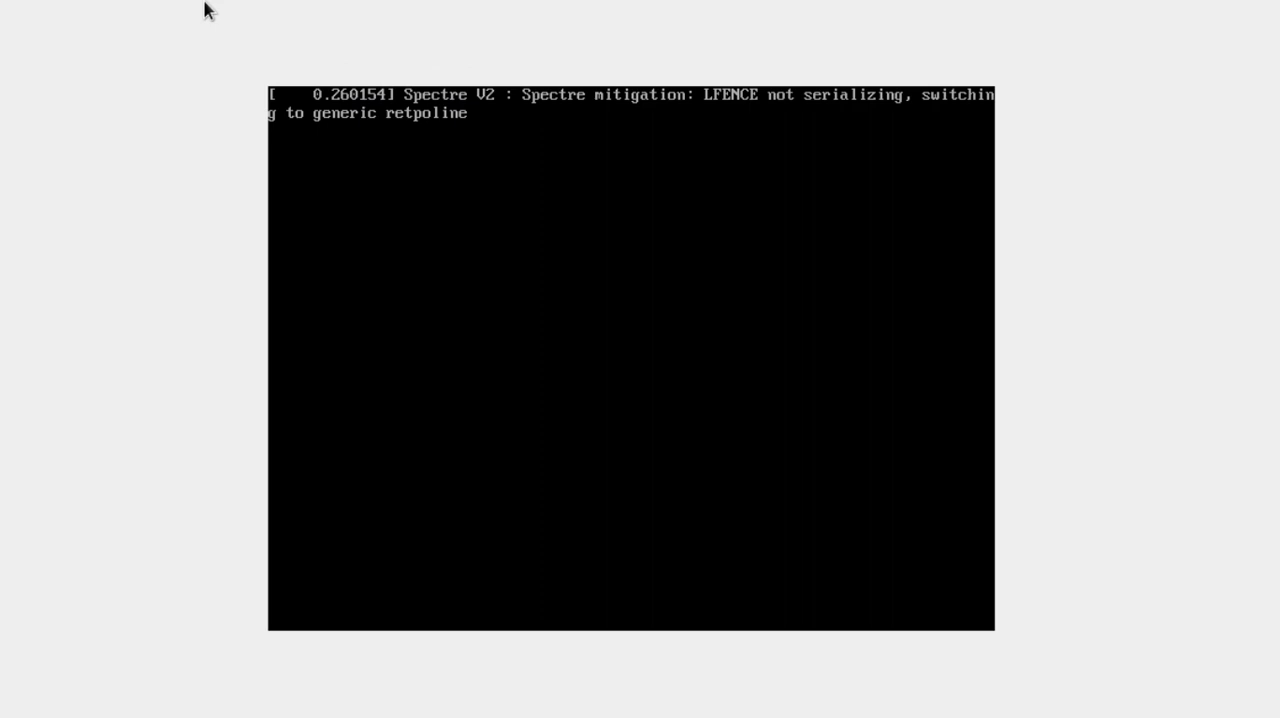 [    0.260154] Spectre V2 : Spectre mitigation: LFENCE not serializing, switchin
g to generic retpoline